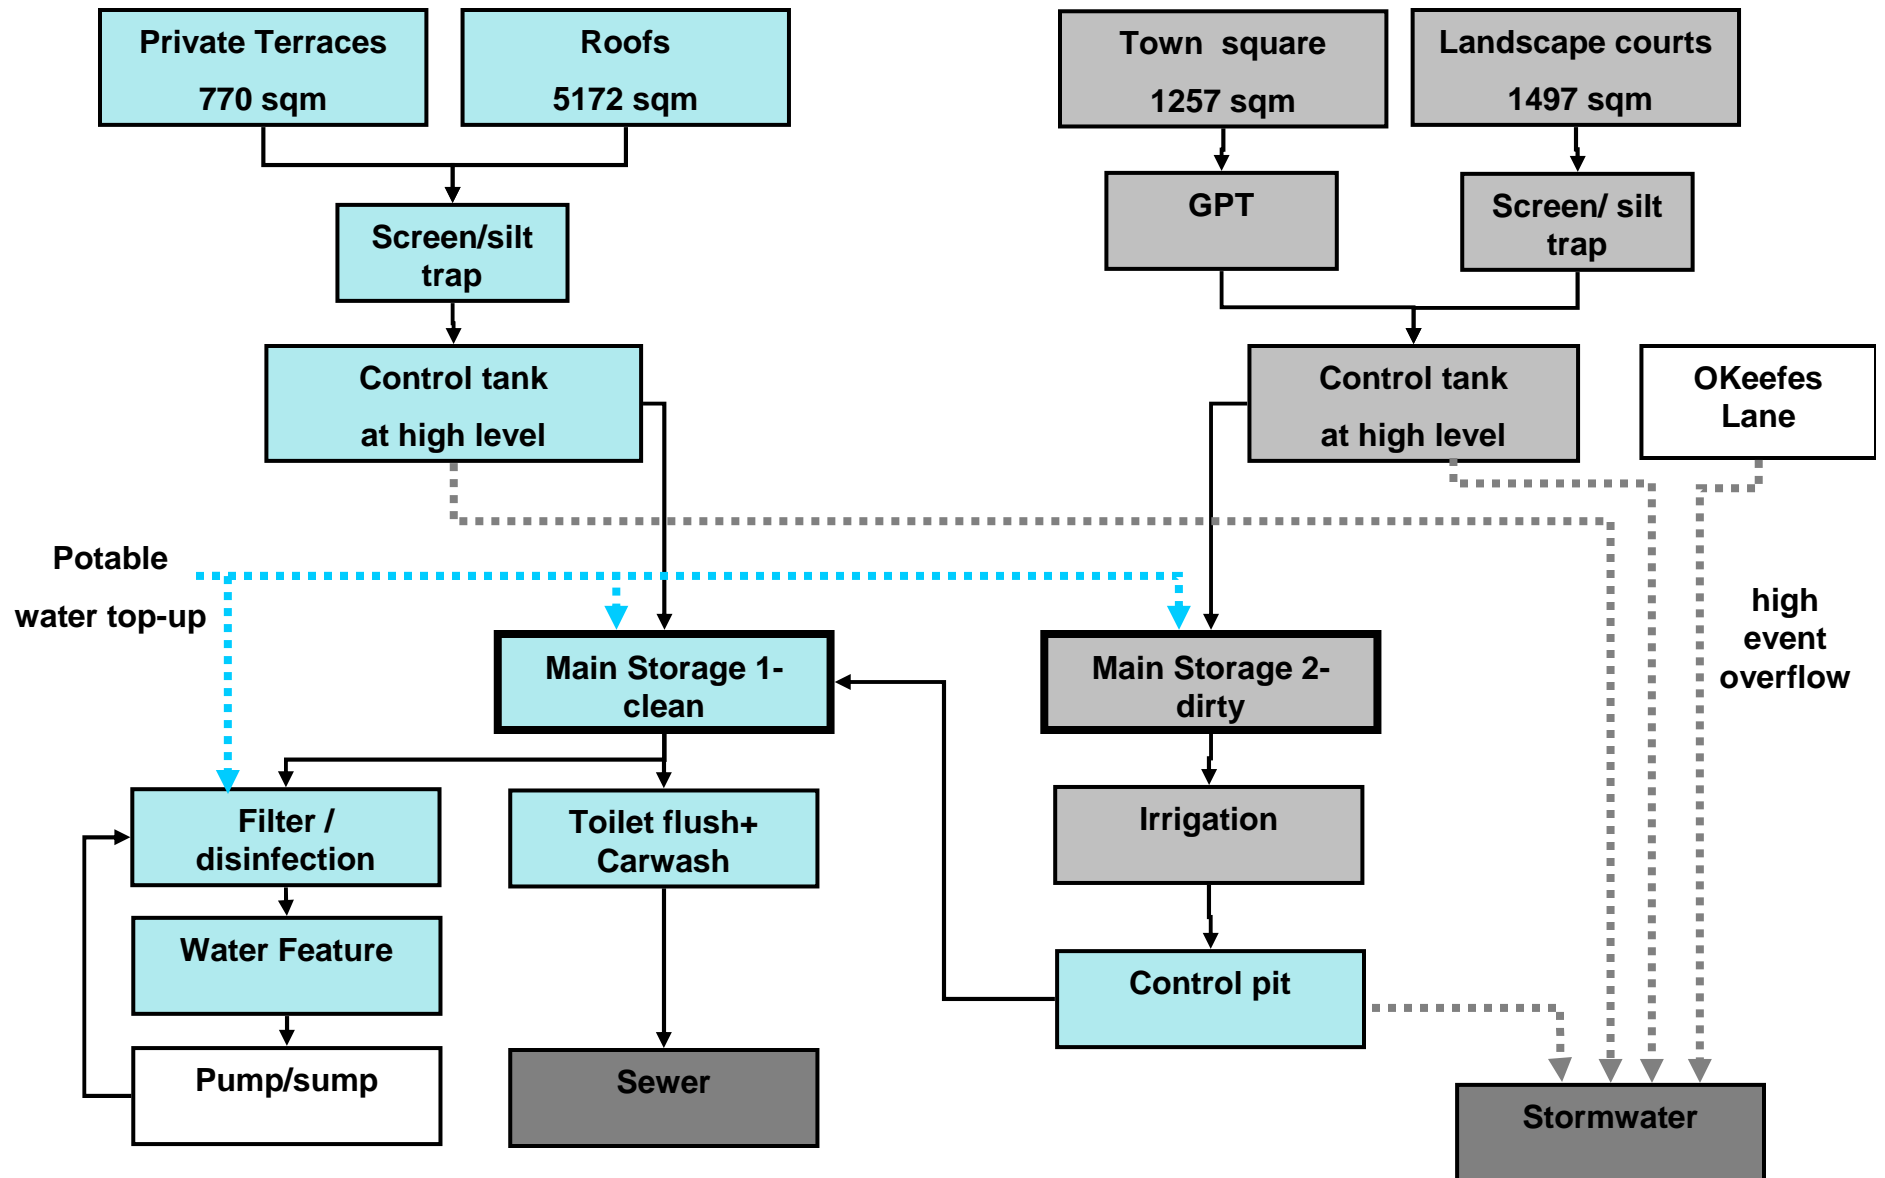 Private Terraces
770 sqm
Roofs
5172 sqm
Town square
1257 sqm
Landscape courts
1497 sqm
Screen/silt
trap
GPT
Screen/ silt
trap
Control tank
at high level
Control tank
at high level
OKeefes
Lane
Potable
water top-up
high
event
overflow
Main Storage 1-
clean
Main Storage 2-
dirty
Filter /
disinfection
Toilet flush+
Carwash
Irrigation
Water Feature
Control pit
Pump/sump
Sewer
Stormwater